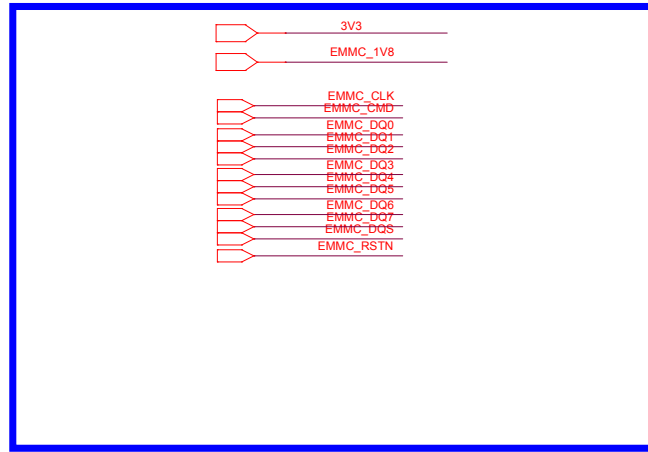 3V3
EMMC_1V8
EMMC_CLK
EMMC_CMD
EMMC_DQ0
EMMC_DQ1
EMMC_DQ2
EMMC_DQ3
EMMC_DQ4
EMMC_DQ5
EMMC_DQ6
EMMC_DQ7
EMMC_DQS
EMMC_RSTN